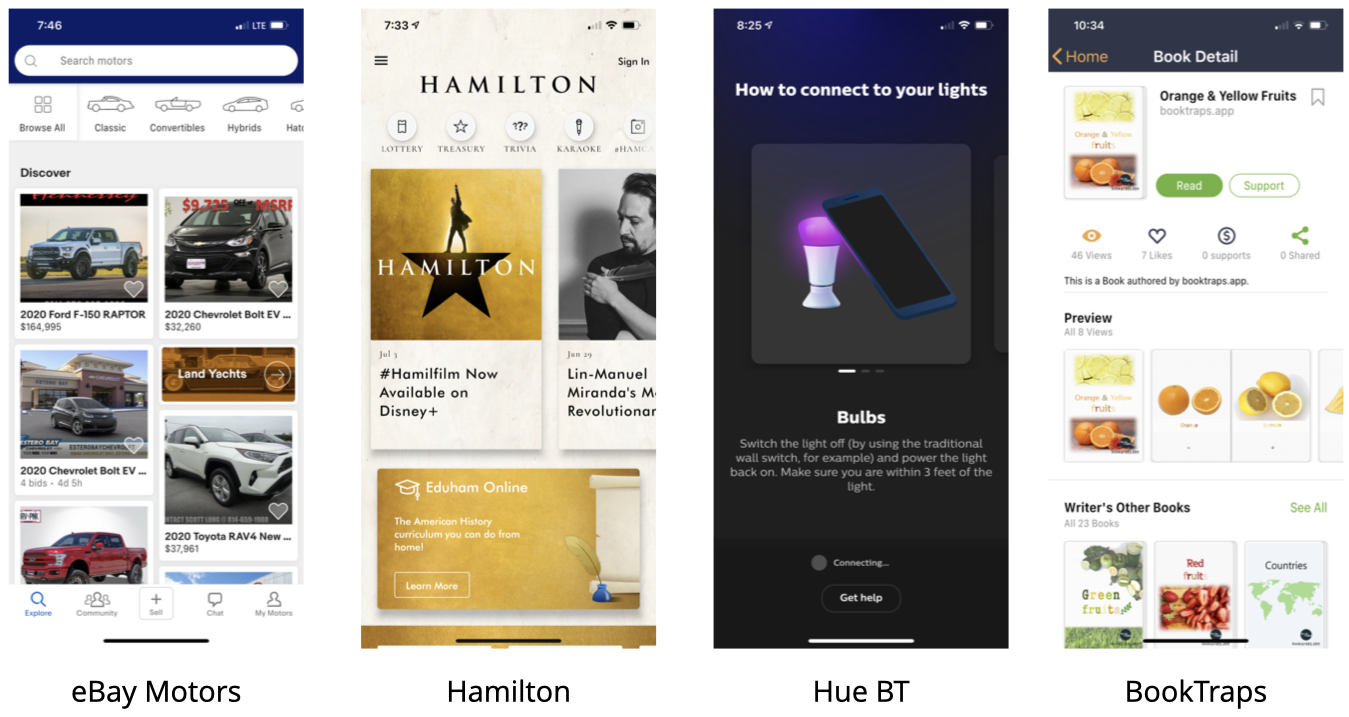 7:46
LTE
Search motors
Browse All
Classic
Convertibles
Hybrids
Hatc
Discover
Hennessey
$9,725 OFF MSRP
2020 Ford F-150 RAPTOR
$164,995
2020 Chevrolet Bolt EV ...
$32,260
Land Yachts
ESTERO BAY
2020 Chevrolet Bolt EV ...
4 bids • 4d 5h
2020 Toyota RAV4 New ...
$37,961
Explore
Community
Sell
Chat
My Motors
eBay Motors
7:33
Sign In
HAMILTON
LOTTERY
TREASURY
TRIVIA
KARAOKE
#HAMCA
???
HAMILTON
Jul 3
#Hamilfilm Now
Available on
Disney+
Jun 29
Lin-Manuel
Miranda's M
Revolutionar
Eduham Online
The American History
curriculum you can do from
home!
Learn More
Hamilton
8:25
How to connect to your lights
Bulbs
Switch the light off (by using the traditional
wall switch, for example) and power the light
back on. Make sure you are within 3 feet of the
light.
Connecting...
Get help
Hue BT
10:34
Home
Book Detail
Orange & Yellow Fruits
booktraps.app
Orange & Yellow
fruits
Read
Support
46 Views
7 Likes
0 supports
0 Shared
This is a Book authored by booktraps.app.
Preview
All 8 Views
Orange & Yellow
fruits
Orange
Lemon
Writer's Other Books
See All
All 23 Books
Green
fruits
Red
fruits
Countries
BookTraps